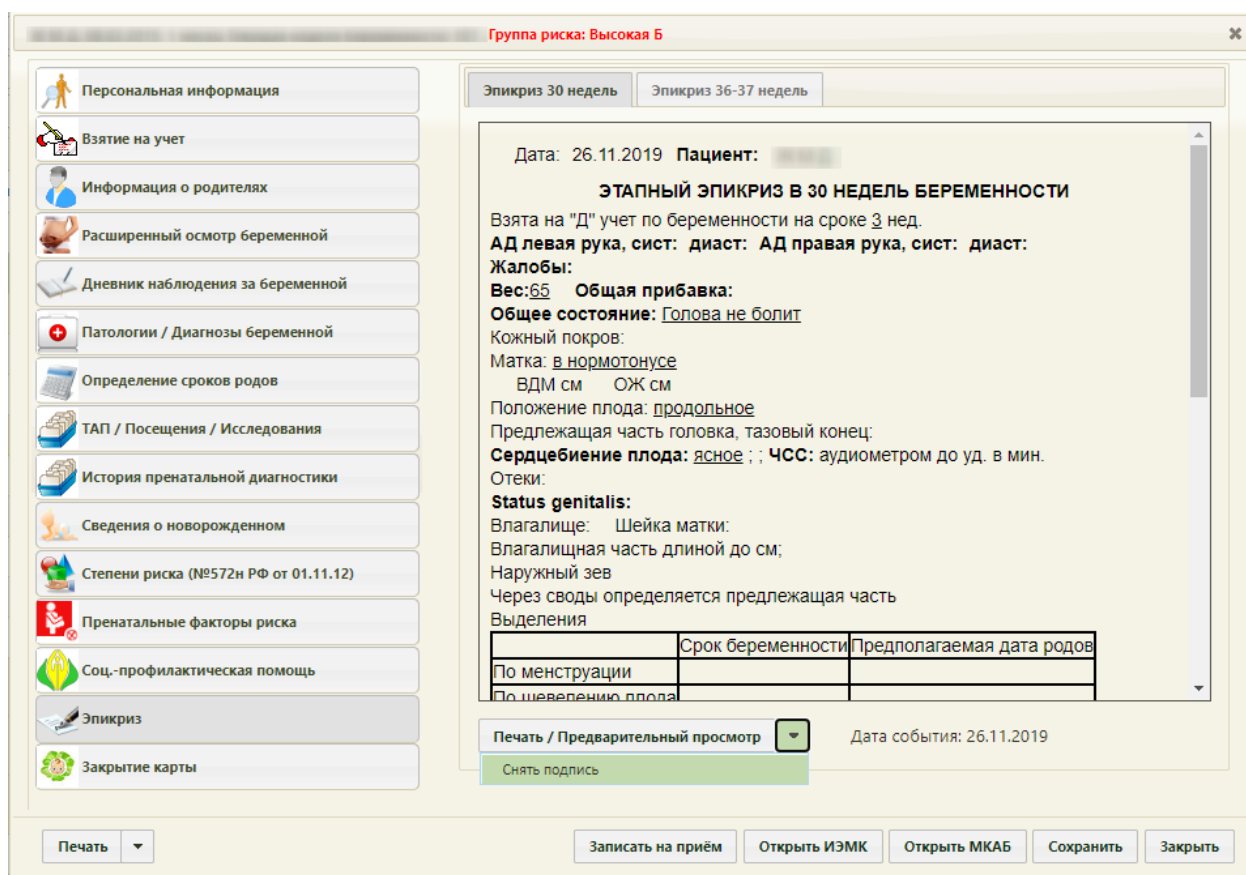 Группа риска: Высокая Б
Персональная информация
Взятие на учет
Информация о родителях
Расширенный осмотр беременной
Дневник наблюдения за беременной
Патологии / Диагнозы беременной
Определение сроков родов
ТАП / Посещения / Исследования
История пренатальной диагностики
Сведения о новорожденном
Степени риска (№572н РФ от 01.11.12)
Пренатальные факторы риска
Соц.-профилактическая помощь
Эпикриз
Закрытие карты
Эпикриз 30 недель Эпикриз 36-37 недель
Дата: 26.11.2019 Пациент:
ЭТАПНЫЙ ЭПИКРИЗ В 30 НЕДЕЛЬ БЕРЕМЕННОСТИ
Взята на "Д" учет по беременности на сроке 3 нед.
АД левая рука, сист: диаст: АД правая рука, сист: диаст:
Жалобы:
Вес:65 Общая прибавка:
Общее состояние: Голова не болит
Кожный покров:
Матка: в нормотонусе
ВДМ см ОЖ см
Положение плода: продольное
Предлежащая часть головка, тазовый конец:
Сердцебиение плода: ясное ; ; ЧСС: аудиометром до уд. в мин.
Отеки:
Status genitalis:
Влагалище: Шейка матки:
Влагалищная часть длиной до см;
Наружный зев
Через своды определяется предлежащая часть
Выделения
Срок беременности Предполагаемая дата родов
По менструации
По шевелению плода
Печать / Предварительный просмотр Дата события: 26.11.2019
Снять подпись
Печать Записать на приём Открыть ИЭМК Открыть МКАБ Сохранить Закрыть